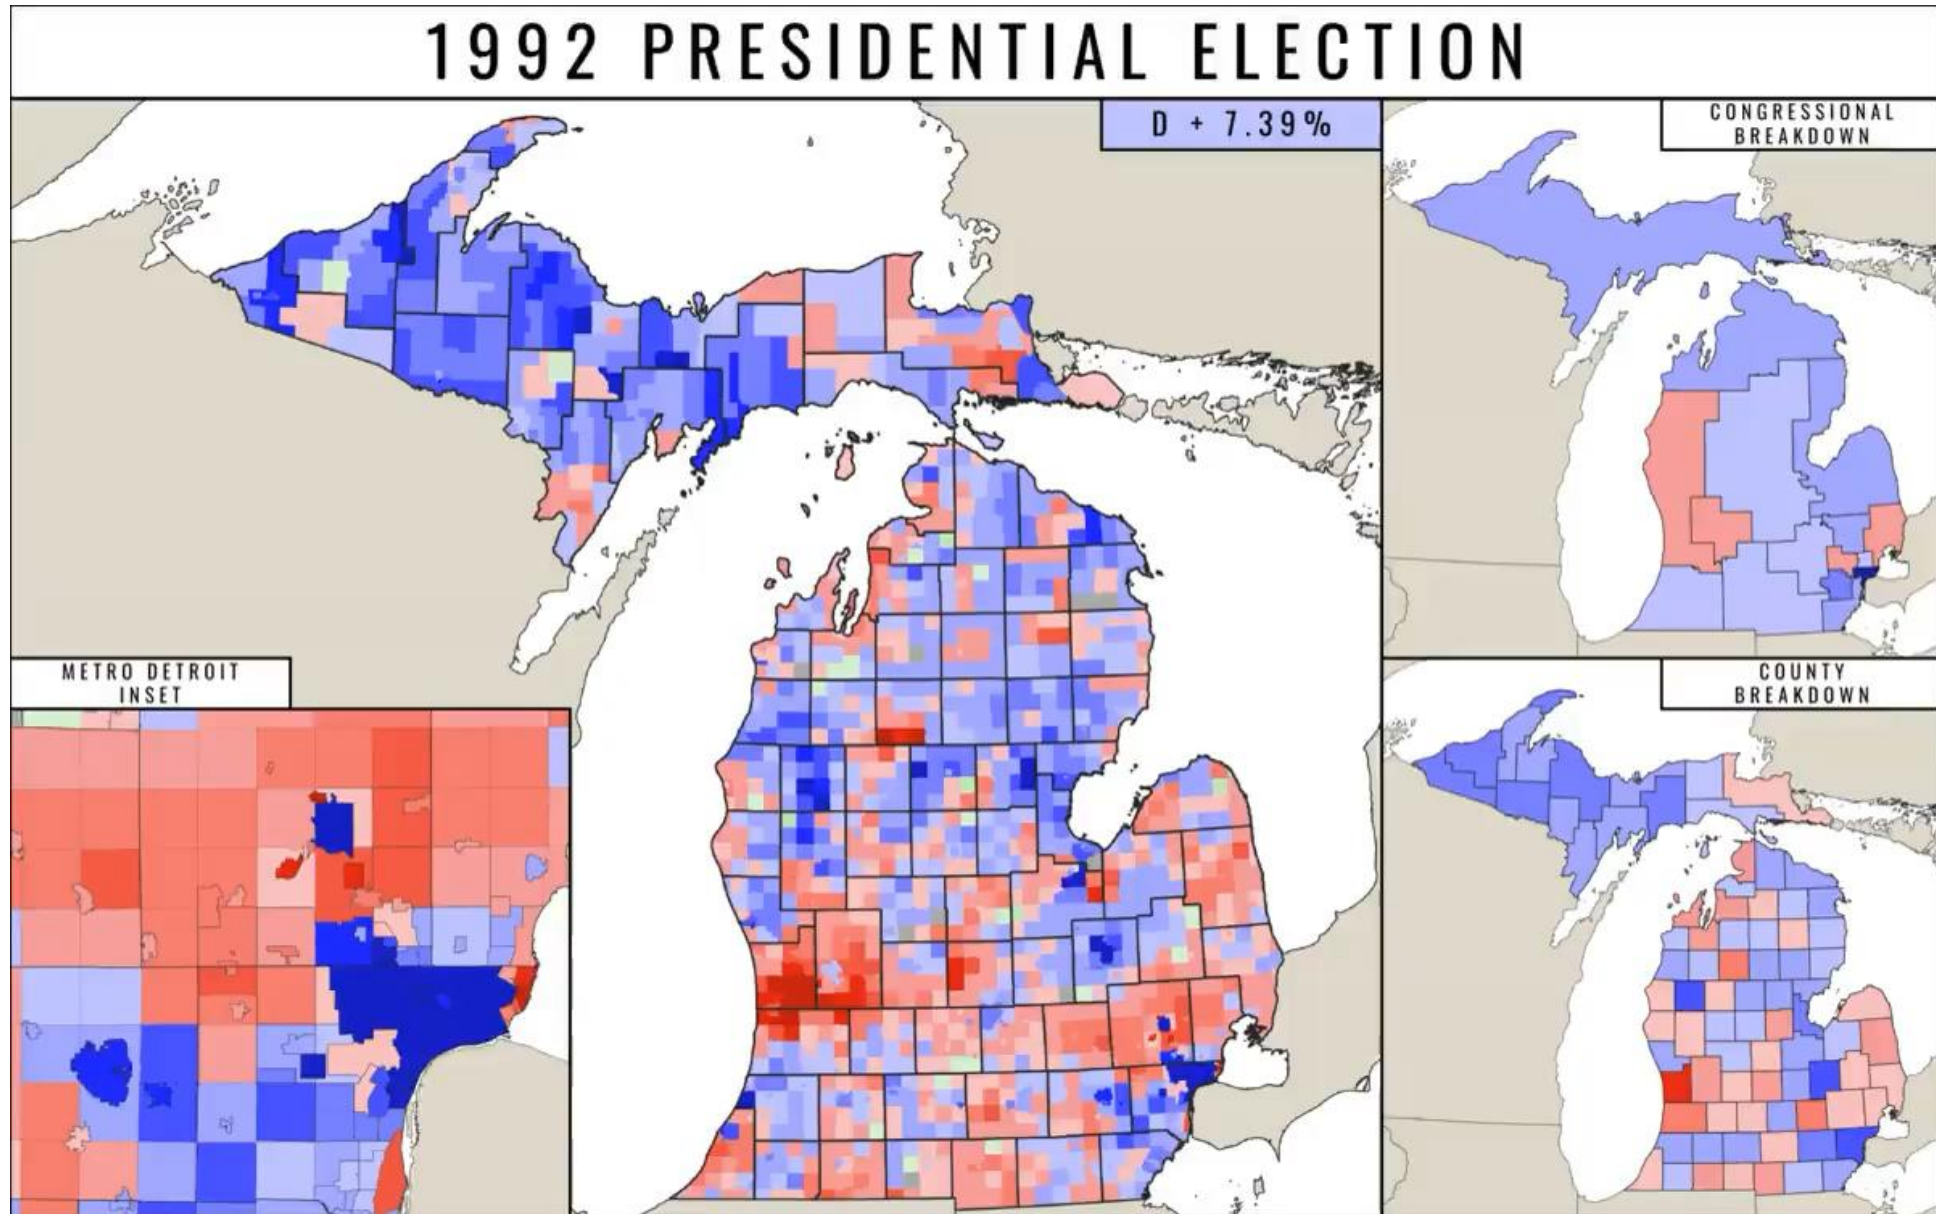 1992 PRESIDENTIAL ELECTION
D + 7.39%
CONGRESSIONAL
BREAKDOWN
METRO DETROIT
INSET
COUNTY
BREAKDOWN